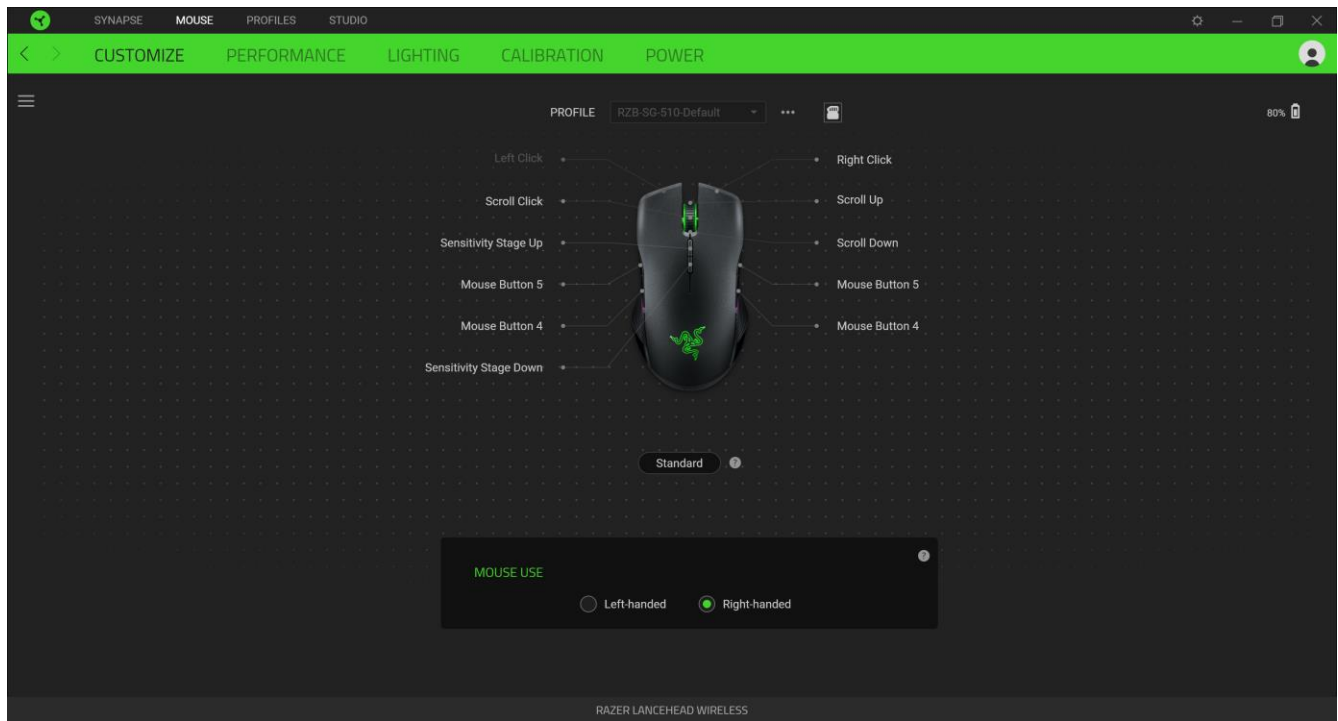 SYNAPSE MOUSE PROFILES STUDIO
CUSTOMIZE PERFORMANCE LIGHTING CALIBRATION POWER
PROFILE RZB-SG-510-Default
80%
Left Click Right Click
Scroll Click Scroll Up
Sensitivity Stage Up Scroll Down
Mouse Button 5 Mouse Button 5
Mouse Button 4 Mouse Button 4
Sensitivity Stage Down
Standard ?
?
MOUSE USE
Left-handed Right-handed
RAZER LANCEHEAD WIRELESS